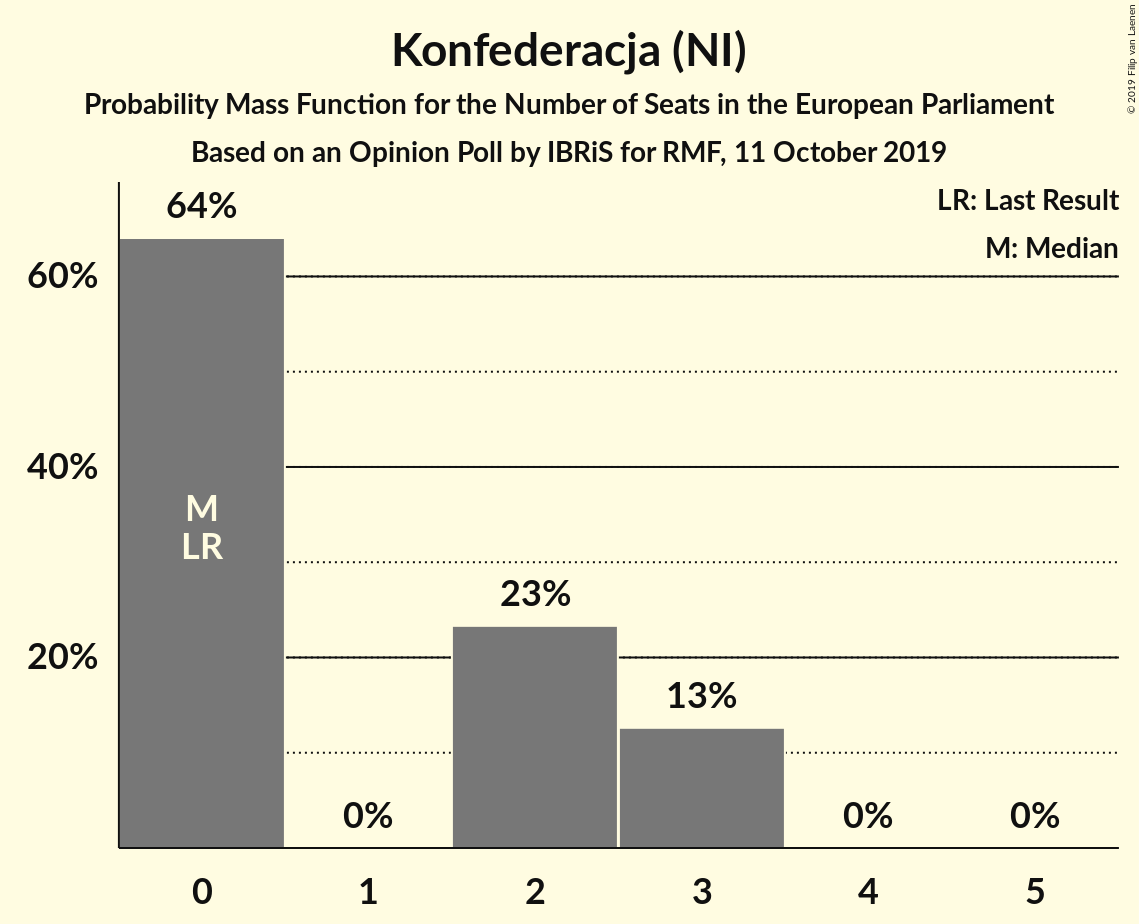 Konfederacja (NI)
Probability Mass Function for the Number of Seats in the European Parliament
Based on an Opinion Poll by IBRiS for RMF, 11 October 2019
© 2019 Filip van Laenen
LR: Last Result
M: Median
64%
60%
40%
20%
M
LR
0%
23%
13%
0%
0%
0
1
2
3
4
5